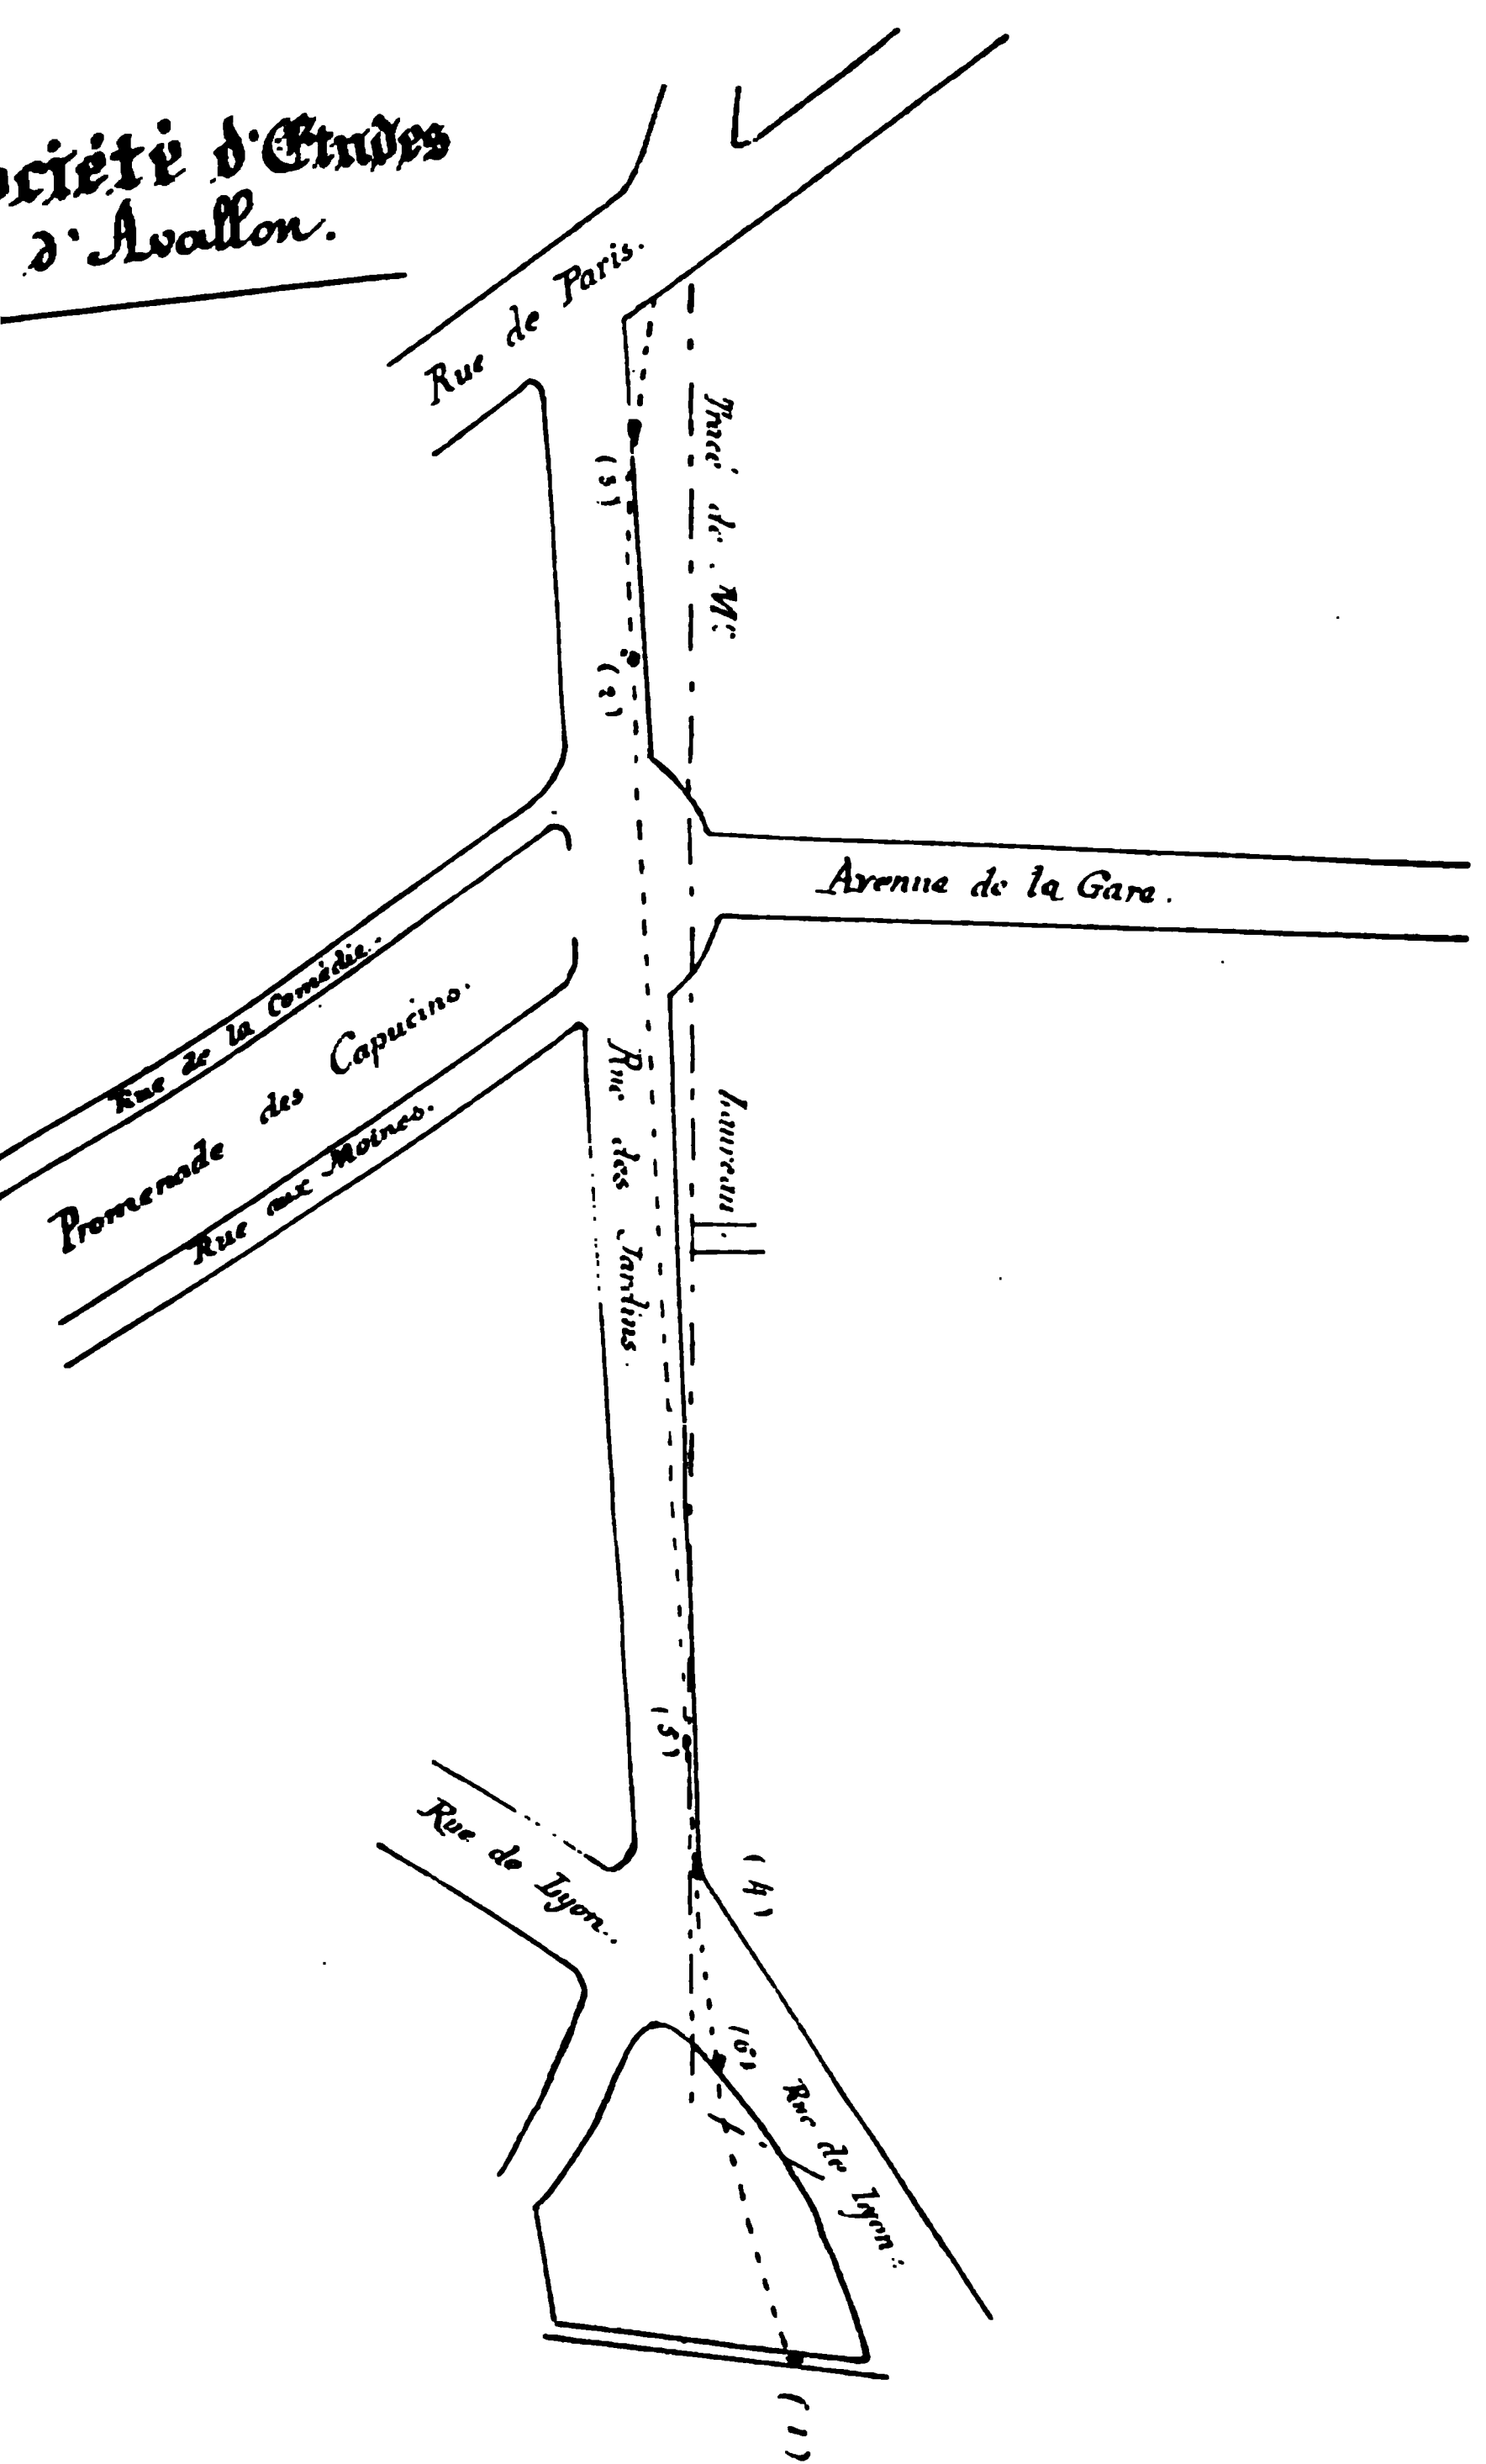 ciété d'Etudes
d'Avallon.
Rue de Paris.
Tracé de Mr.
(3)
(2)
Avenue de la Gare.
Rue de la Comédie.
Promenade des Capucins.
Rue aux Moines.
Rue des Jardins.
(5)
Rue de Lyon.
(4)
(6)
Rue de Lyon.
(1)